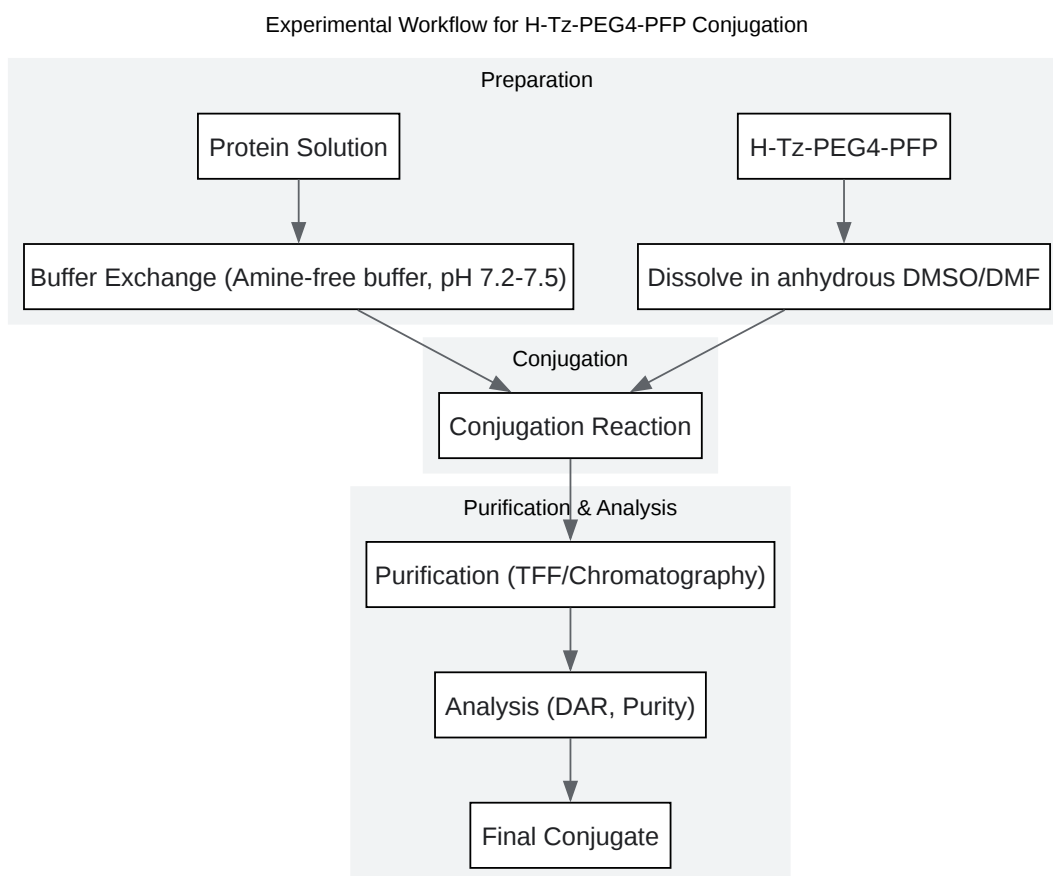 Experimental Workflow for H-Tz-PEG4-PFP Conjugation
Preparation
Protein Solution
H-Tz-PEG4-PFP
Buffer Exchange (Amine-free buffer, pH 7.2-7.5)
Dissolve in anhydrous DMSO/DMF
Conjugation
Conjugation Reaction
Purification & Analysis
Purification (TFF/Chromatography)
Analysis (DAR, Purity)
Final Conjugate